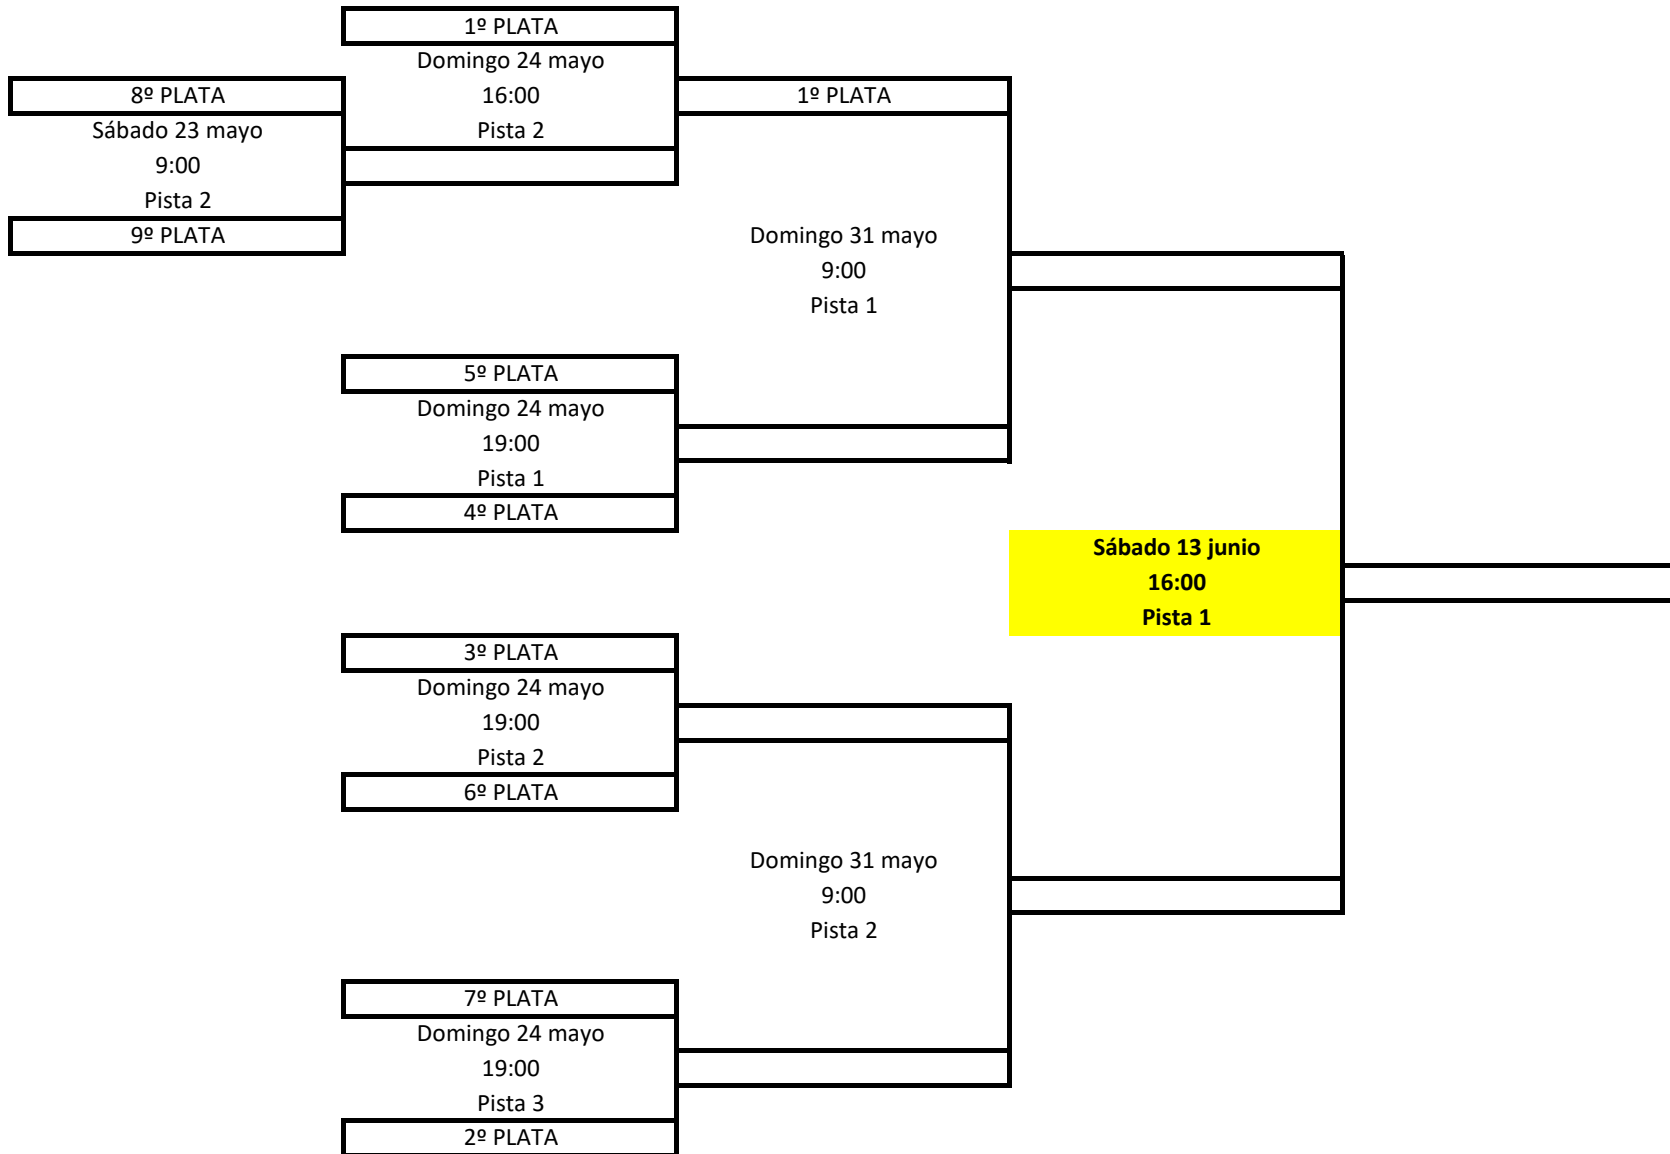 1º PLATA
Domingo 24 mayo
16:00
Pista 2
8º PLATA
Sábado 23 mayo
9:00
Pista 2
9º PLATA
1º PLATA
Domingo 31 mayo
9:00
Pista 1
5º PLATA
Domingo 24 mayo
19:00
Pista 1
4º PLATA
Sábado 13 junio
16:00
Pista 1
3º PLATA
Domingo 24 mayo
19:00
Pista 2
6º PLATA
Domingo 31 mayo
9:00
Pista 2
7º PLATA
Domingo 24 mayo
19:00
Pista 3
2º PLATA